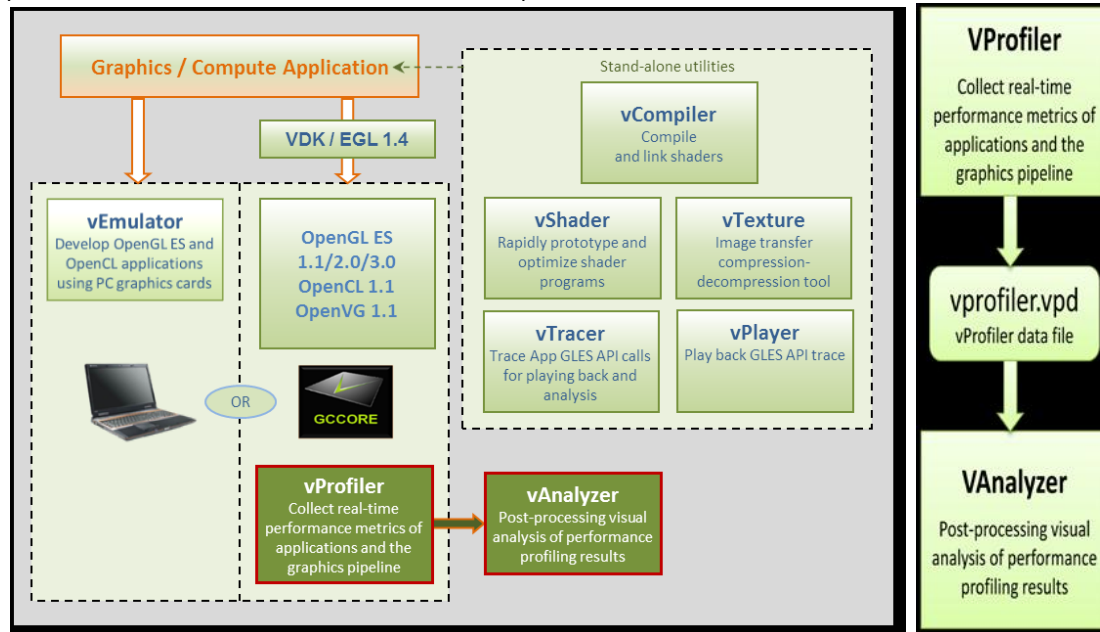 Graphics / Compute Application
Stand-alone utilities
vCompiler
Compile
and link shaders
VDK / EGL 1.4
vEmulator
Develop OpenGL ES and
OpenCL applications
using PC graphics cards
OpenGL ES
1.1/2.0/3.0
OpenCL 1.1
OpenVG 1.1
vShader
Rapidly prototype and
optimize shader
programs
vTexture
Image transfer
compression-
decompression tool
vTracer
Trace App GLES API calls
for playing back and
analysis
vPlayer
Play back GLES API trace
OR
GCCORE
vProfiler
Collect real-time
performance metrics of
applications and the
graphics pipeline
vAnalyzer
Post-processing visual
analysis of performance
profiling results
VProfiler
Collect real-time
performance metrics of
applications and the
graphics pipeline
vprofiler.vpd
vProfiler data file
VAnalyzer
Post-processing visual
analysis of performance
profiling results